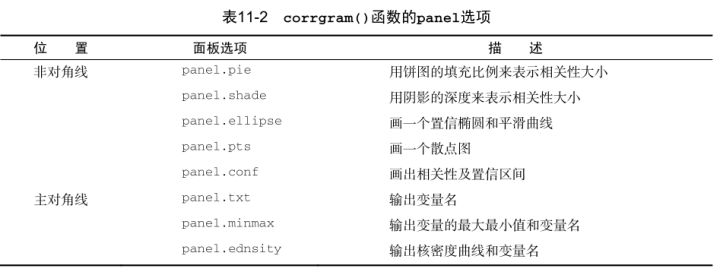 表11-2 corrgram()函数的panel选项
位 置 面板选项 描 述
非对角线 panel.pie 用饼图的填充比例来表示相关性大小
panel.shade 用阴影的深度来表示相关性大小
panel.ellipse 画一个置信椭圆和平滑曲线
panel.pts 画一个散点图
panel.conf 画出相关性及置信区间
主对角线 panel.txt 输出变量名
panel.minmax 输出变量的最大最小值和变量名
panel.ednsity 输出核密度曲线和变量名